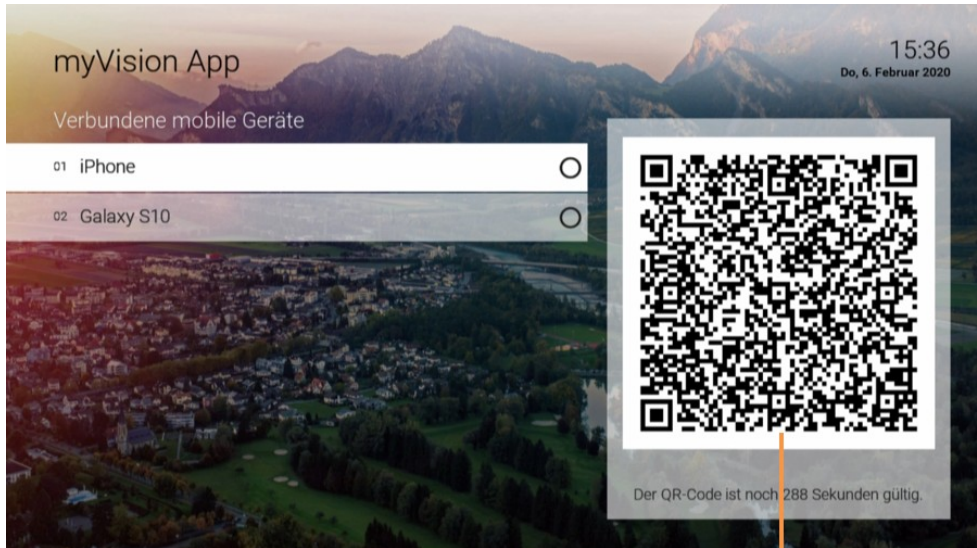 myVision App
15:36
Do, 6. Februar 2020
Verbundene mobile Geräte
01 iPhone
02 Galaxy S10
Der QR-Code ist noch 288 Sekunden gültig.